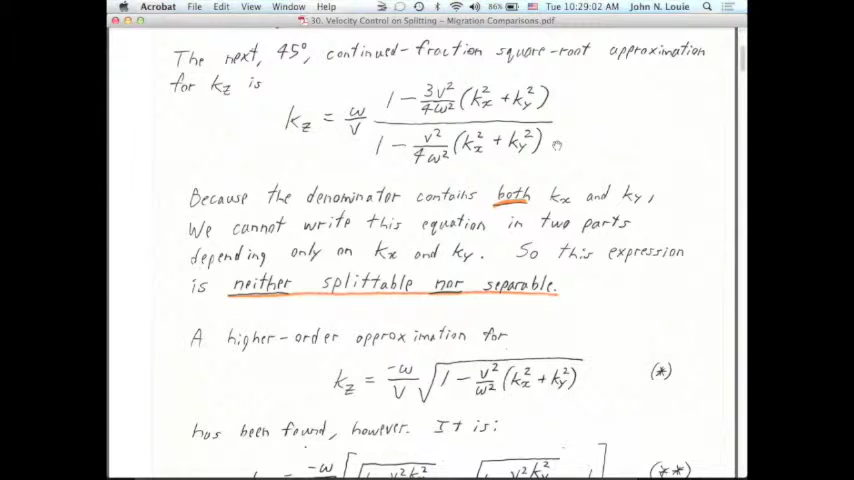 Acrobat File Edit View Window Help 86% Tue Apr 10 10:29:02 AM John N. Louie
30. Velocity Control on Splitting – Migration Comparisons.pdf
The next, 45°, continued-fraction square-root approximation
for kz is
kz = ω/v (1 − 3v²/4ω² (kx² + ky²)) / (1 − v²/4ω² (kx² + ky²))
Because the denominator contains both kx and ky,
We cannot write this equation in two parts
depending only on kx and ky. So this expression
is neither splittable nor separable.
A higher-order approximation for
kz = −ω/v √(1 − v²/ω² (kx² + ky²)) (*)
has been found, however. It is: